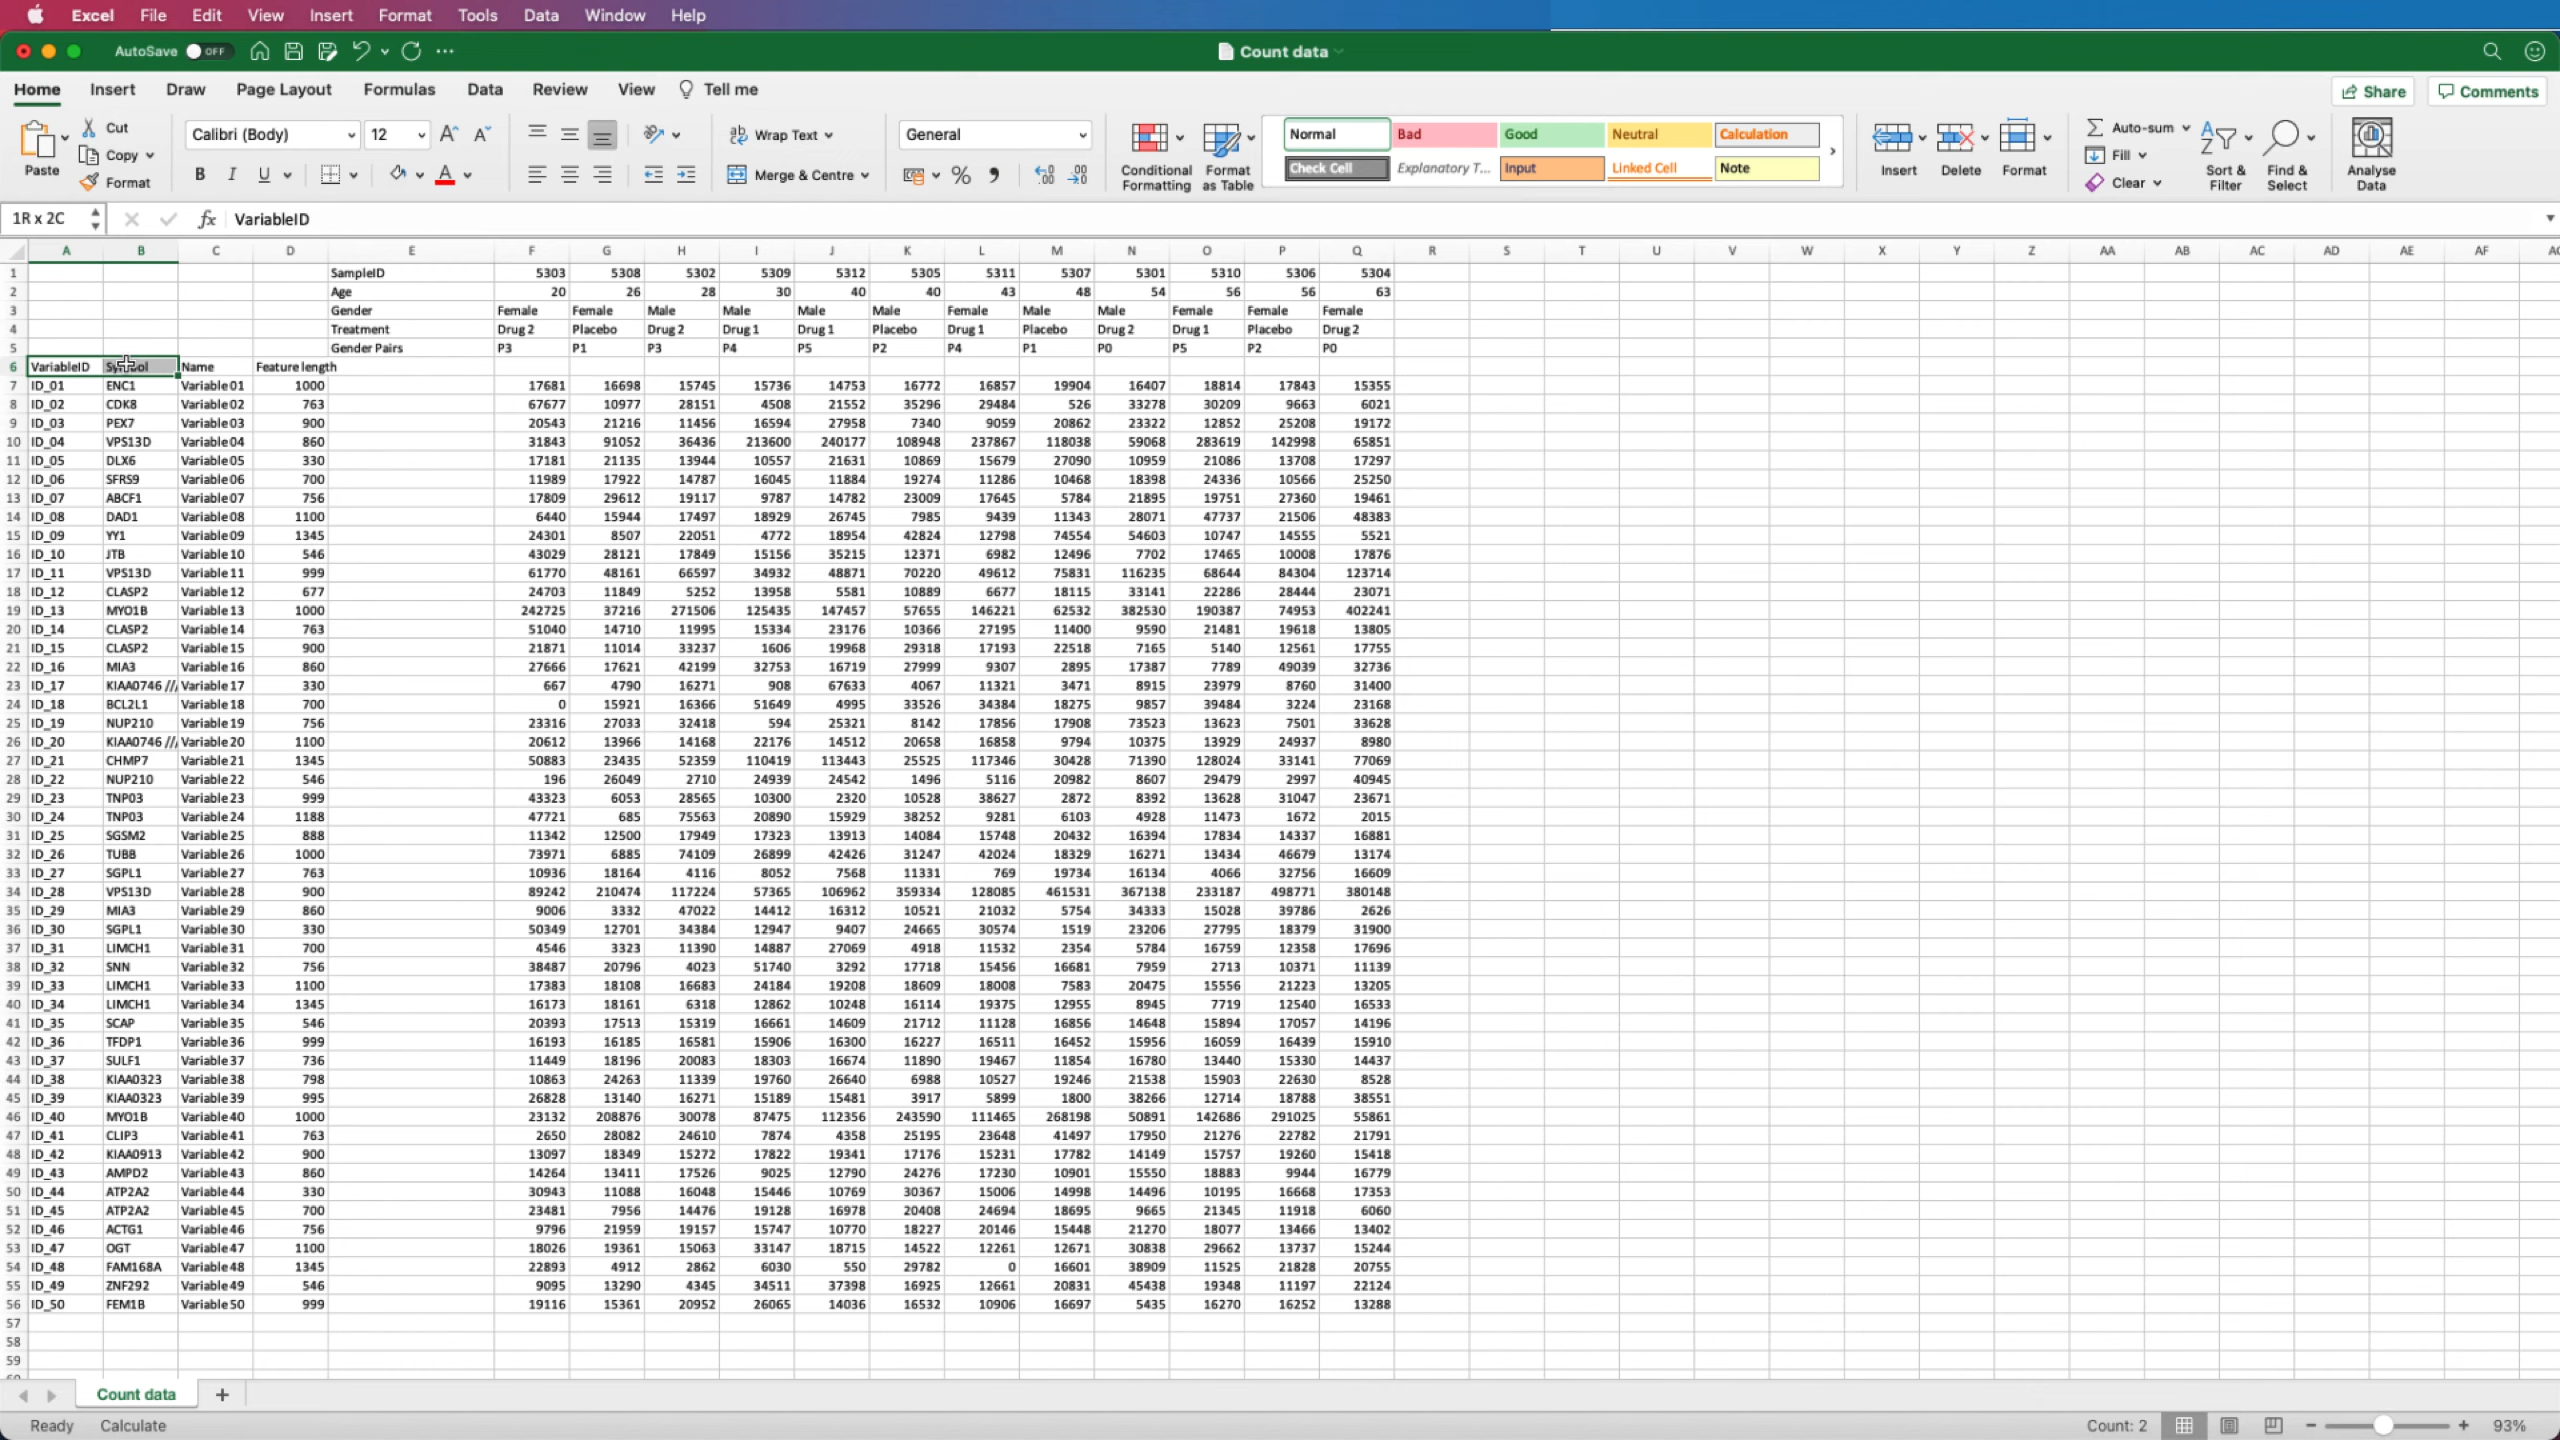 Excel File Edit View Insert Format Tools Data Window Help
AutoSave OFF Count data
Home Insert Draw Page Layout Formulas Data Review View Tell me Share Comments
Paste Cut Copy Format
Calibri (Body) 12 A^ A˅ B I U A
Wrap Text Merge & Centre
General %
Conditional Formatting Format as Table
Normal Bad Good Neutral Calculation
Check Cell Explanatory T... Input Linked Cell Note
Insert Delete Format
Auto-sum Fill Clear
Sort & Filter Find & Select Analyse Data
1R x 2C fx VariableID
A B C D E F G H I J K L M N O P Q R S T U V W X Y Z AA AB AC AD AE AF
1 SampleID 5303 5308 5302 5309 5312 5305 5311 5307 5301 5310 5306 5304
2 Age 20 26 28 30 40 40 43 48 54 56 56 63
3 Gender Female Female Male Male Male Male Female Male Male Female Female Female
4 Treatment Drug 2 Placebo Drug 2 Drug 1 Drug 1 Placebo Drug 1 Placebo Drug 2 Drug 1 Placebo Drug 2
5 Gender Pairs P3 P1 P3 P4 P5 P2 P4 P1 P0 P5 P2 P0
6 VariableID Symbol Name Feature length
7 ID_01 ENC1 Variable 01 1000 17681 16698 15745 15736 14753 16772 16857 19904 16407 18814 17843 15355
8 ID_02 CDK8 Variable 02 763 67677 10977 28151 4508 21552 35296 29484 526 33278 30209 9663 6021
9 ID_03 PEX7 Variable 03 900 20543 21216 11456 16594 27958 7340 9059 20862 23322 12852 25208 19172
10 ID_04 VPS13D Variable 04 860 31843 91052 36436 213600 240177 108948 237867 118038 59068 283619 142998 65851
11 ID_05 DLX6 Variable 05 330 17181 21135 13944 10557 21631 10869 15679 27090 10959 21086 13708 17297
12 ID_06 SFRS9 Variable 06 700 11989 17922 14787 16045 11884 19274 11286 10468 18398 24336 10566 25250
13 ID_07 ABCF1 Variable 07 756 17809 29612 19117 9787 14782 23009 17645 5784 21895 19751 27360 19461
14 ID_08 DAD1 Variable 08 1100 6440 15944 17497 18929 26745 7985 9439 11343 28071 47737 21506 48383
15 ID_09 YY1 Variable 09 1345 24301 8507 22051 4772 18954 42824 12798 74554 54603 10747 14555 5521
16 ID_10 JTB Variable 10 546 43029 28121 17849 15156 35215 12371 6982 12496 7702 17465 10008 17876
17 ID_11 VPS13D Variable 11 999 61770 48161 66597 34932 48871 70220 49612 75831 116235 68644 84304 123714
18 ID_12 CLASP2 Variable 12 677 24703 11849 5252 13958 5581 10889 6677 18115 33141 22286 28444 23071
19 ID_13 MYO1B Variable 13 1000 242725 37216 271506 125435 147457 57655 146221 62532 382530 190387 74953 402241
20 ID_14 CLASP2 Variable 14 763 51040 14710 11995 15334 23176 10366 27195 11400 9590 21481 19618 13805
21 ID_15 CLASP2 Variable 15 900 21871 11014 33237 1606 19968 29318 17193 22518 7165 5140 12561 17755
22 ID_16 MIA3 Variable 16 860 27666 17621 42199 32753 16719 27999 9307 2895 17387 7789 49039 32736
23 ID_17 KIAA0746 /// Variable 17 330 667 4790 16271 908 67633 4067 11321 3471 8915 23979 8760 31400
24 ID_18 BCL2L1 Variable 18 700 0 15921 16366 51649 4995 33526 34384 18275 9857 39484 3224 23168
25 ID_19 NUP210 Variable 19 756 23316 27033 32418 594 25321 8142 17856 17908 73523 13623 7501 33628
26 ID_20 KIAA0746 /// Variable 20 1100 20612 13966 14168 22176 14512 20658 16858 9794 10375 13929 24937 8980
27 ID_21 CHMP7 Variable 21 1345 50883 23435 52359 110419 113443 25525 117346 30428 71390 128024 33141 77069
28 ID_22 NUP210 Variable 22 546 196 26049 2710 24939 24542 1496 5116 20982 8607 29479 2997 40945
29 ID_23 TNP03 Variable 23 999 43323 6053 28565 10300 2320 10528 38627 2872 8392 13628 31047 23671
30 ID_24 TNP03 Variable 24 1188 47721 685 75563 20890 15929 38252 9281 6103 4928 11473 1672 2015
31 ID_25 SGSM2 Variable 25 888 11342 12500 17949 17323 13913 14084 15748 20432 16394 17834 14337 16881
32 ID_26 TUBB Variable 26 1000 73971 6885 74109 26899 42426 31247 42024 18329 16271 13434 46679 13174
33 ID_27 SGPL1 Variable 27 763 10936 18164 4116 8052 7568 11331 769 19734 16134 4066 32756 16609
34 ID_28 VPS13D Variable 28 900 89242 210474 117224 57365 106962 359334 128085 461531 367138 233187 498771 380148
35 ID_29 MIA3 Variable 29 860 9006 3332 47022 14412 16312 10521 21032 5754 34333 15028 39786 2626
36 ID_30 SGPL1 Variable 30 330 50349 12701 34384 12947 9407 24665 30574 1519 23206 27795 18379 31900
37 ID_31 LIMCH1 Variable 31 700 4546 3323 11390 14887 27069 4918 11532 2354 5784 16759 12358 17696
38 ID_32 SNN Variable 32 756 38487 20796 4023 51740 3292 17718 15456 16681 7959 2713 10371 11139
39 ID_33 LIMCH1 Variable 33 1100 17383 18108 16683 24184 19208 18609 18008 7583 20475 15556 21223 13205
40 ID_34 LIMCH1 Variable 34 1345 16173 18161 6318 12862 10248 16114 19375 12955 8945 7719 12540 16533
41 ID_35 SCAP Variable 35 546 20393 17513 15319 16661 14609 21712 11128 16856 14648 15894 17057 14196
42 ID_36 TFDP1 Variable 36 999 16193 16185 16581 15906 16300 16227 16511 16452 15956 16059 16439 15910
43 ID_37 SULF1 Variable 37 736 11449 18196 20083 18303 16674 11890 19467 11854 16780 13440 15330 14437
44 ID_38 KIAA0323 Variable 38 798 10863 24263 11339 19760 26640 6988 10527 19246 21538 15903 22630 8528
45 ID_39 KIAA0323 Variable 39 995 26828 13140 16271 15189 15481 3917 5899 1800 38266 12714 18788 38551
46 ID_40 MYO1B Variable 40 1000 23132 208876 30078 87475 112356 243590 111465 268198 50891 142686 291025 55861
47 ID_41 CLIP3 Variable 41 763 2650 28082 24610 7874 4358 25195 23648 41497 17950 21276 22782 21791
48 ID_42 KIAA0913 Variable 42 900 13097 18349 15272 17822 19341 17176 15231 17782 14149 15757 19260 15418
49 ID_43 AMPD2 Variable 43 860 14264 13411 17526 9025 12790 24276 17230 10901 15550 18883 9944 16779
50 ID_44 ATP2A2 Variable 44 330 30943 11088 16048 15446 10769 30367 15006 14998 14496 10195 16668 17353
51 ID_45 ATP2A2 Variable 45 700 23481 7956 14476 19128 16978 20408 24694 18695 9665 21345 11918 6060
52 ID_46 ACTG1 Variable 46 756 9796 21959 19157 15747 10770 18227 20146 15448 21270 18077 13466 13402
53 ID_47 OGT Variable 47 1100 18026 19361 15063 33147 18715 14522 12261 12671 30838 29662 13737 15244
54 ID_48 FAM168A Variable 48 1345 22893 4912 2862 6030 550 29782 0 16601 38909 11525 21828 20755
55 ID_49 ZNF292 Variable 49 546 9095 13290 4345 34511 37398 16925 12661 20831 45438 19348 11197 22124
56 ID_50 FEM1B Variable 50 999 19116 15361 20952 26065 14036 16532 10906 16697 5435 16270 16252 13288
57
58
59
Count data +
Ready Calculate Count: 2 93%